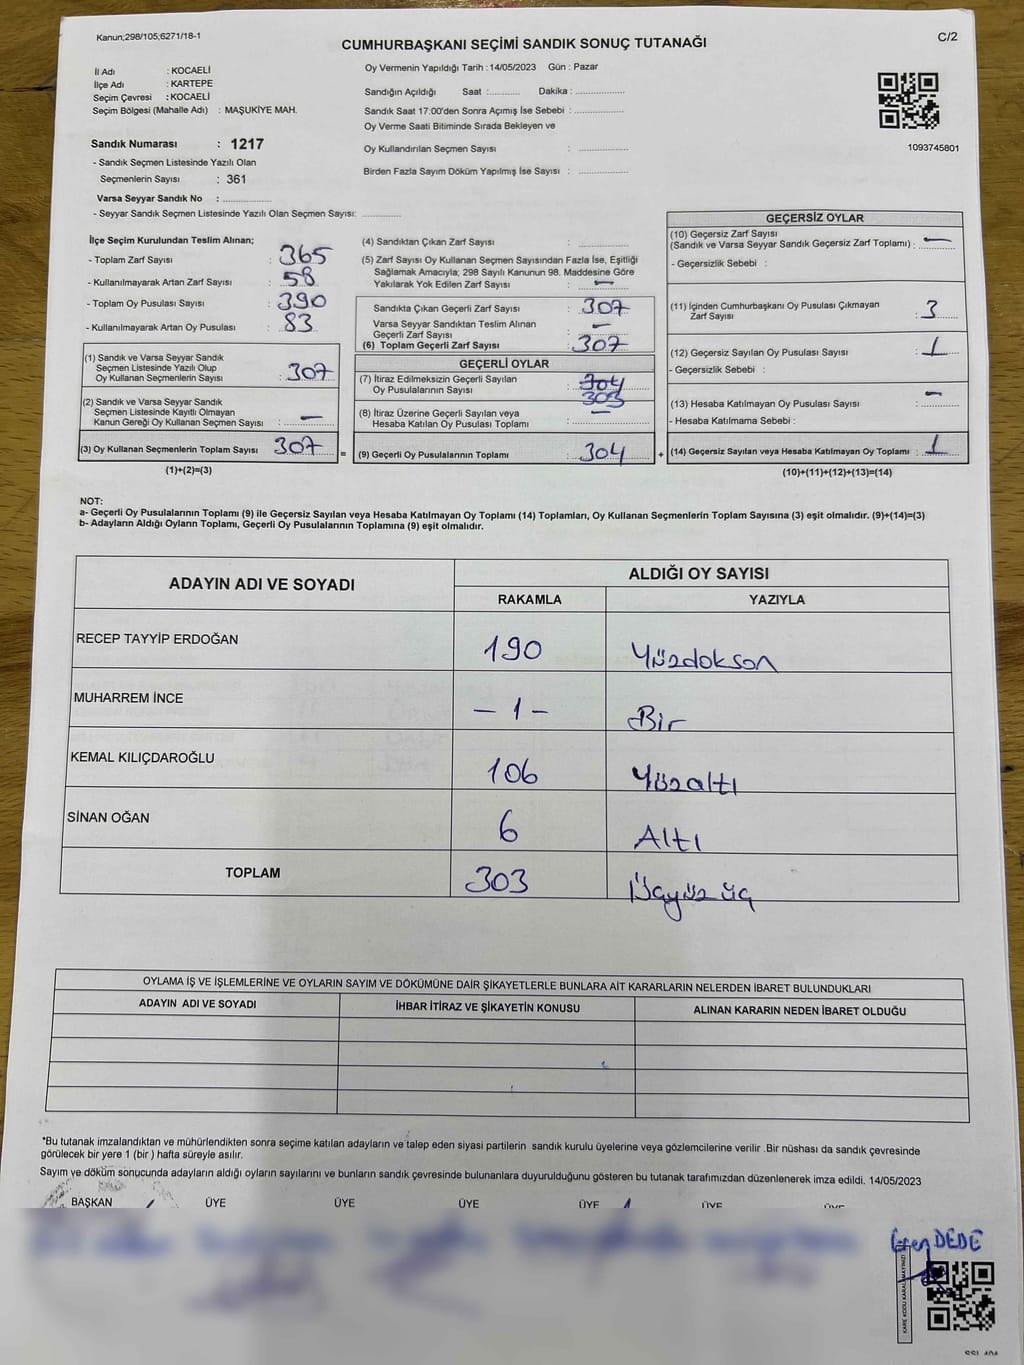 Kanun;298/105;6271/18-1
C/2
CUMHURBAŞKANI SEÇİMİ SANDIK SONUÇ TUTANAĞI
İl Adı : KOCAELİ
İlçe Adı : KARTEPE
Seçim Çevresi : KOCAELİ
Seçim Bölgesi (Mahalle Adı) : MAŞUKİYE MAH.
Sandık Numarası : 1217
- Sandık Seçmen Listesinde Yazılı Olan
Seçmenlerin Sayısı : 361
Varsa Seyyar Sandık No : ..............
- Seyyar Sandık Seçmen Listesinde Yazılı Olan Seçmen Sayısı: ............
Oy Vermenin Yapıldığı Tarih : 14/05/2023 Gün : Pazar
Sandığın Açıldığı Saat :.......... Dakika : ..................
Sandık Saat 17:00'den Sonra Açımış İse Sebebi : ..................
Oy Verme Saati Bitiminde Sırada Bekleyen ve
Oy Kullandırılan Seçmen Sayısı : ..................
Birden Fazla Sayım Döküm Yapılmış İse Sayısı : ..................
1093745801
İlçe Seçim Kurulundan Teslim Alınan;
- Toplam Zarf Sayısı : 365
- Kullanılmayarak Artan Zarf Sayısı : 58
- Toplam Oy Pusulası Sayısı : 390
- Kullanılmayarak Artan Oy Pusulası : 83
(1) Sandık ve Varsa Seyyar Sandık
Seçmen Listesinde Yazılı Olup
Oy Kullanan Seçmenlerin Sayısı : 307
(2) Sandık ve Varsa Seyyar Sandık
Seçmen Listesinde Kayıtlı Olmayan
Kanun Gereği Oy Kullanan Seçmen Sayısı : —
(3) Oy Kullanan Seçmenlerin Toplam Sayısı : 307
(1)+(2)=(3)
=
(4) Sandıktan Çıkan Zarf Sayısı : ..............
(5) Zarf Sayısı Oy Kullanan Seçmen Sayısından Fazla İse, Eşitliği
Sağlamak Amacıyla; 298 Sayılı Kanunun 98. Maddesine Göre
Yakılarak Yok Edilen Zarf Sayısı : —
Sandıkta Çıkan Geçerli Zarf Sayısı : 307
Varsa Seyyar Sandıktan Teslim Alınan
Geçerli Zarf Sayısı : —
(6) Toplam Geçerli Zarf Sayısı : 307
GEÇERLİ OYLAR
(7) İtiraz Edilmeksizin Geçerli Sayılan : 304
Oy Pusulalarının Sayısı 303
(8) İtiraz Üzerine Geçerli Sayılan veya : —
Hesaba Katılan Oy Pusulası Toplamı
(9) Geçerli Oy Pusulalarının Toplamı : 304
+
GEÇERSİZ OYLAR
(10) Geçersiz Zarf Sayısı
(Sandık ve Varsa Seyyar Sandık Geçersiz Zarf Toplamı) : —
- Geçersizlik Sebebi :
(11) İçinden Cumhurbaşkanı Oy Pusulası Çıkmayan
Zarf Sayısı : 3
(12) Geçersiz Sayılan Oy Pusulası Sayısı : 1
- Geçersizlik Sebebi :
(13) Hesaba Katılmayan Oy Pusulası Sayısı : —
- Hesaba Katılmama Sebebi :
(14) Geçersiz Sayılan veya Hesaba Katılmayan Oy Toplamı : 1
(10)+(11)+(12)+(13)=(14)
NOT:
a- Geçerli Oy Pusulalarının Toplamı (9) ile Geçersiz Sayılan veya Hesaba Katılmayan Oy Toplamı (14) Toplamları, Oy Kullanan Seçmenlerin Toplam Sayısına (3) eşit olmalıdır. (9)+(14)=(3)
b- Adayların Aldığı Oyların Toplamı, Geçerli Oy Pusulalarının Toplamına (9) eşit olmalıdır.
ADAYIN ADI VE SOYADI ALDIĞI OY SAYISI
RAKAMLA YAZIYLA
RECEP TAYYİP ERDOĞAN 190 Yüzdokson
MUHARREM İNCE - 1 - Bir
KEMAL KILIÇDAROĞLU 106 Yüzaltı
SİNAN OĞAN 6 Altı
TOPLAM 303 Üçyüz üç
OYLAMA İŞ VE İŞLEMLERİNE VE OYLARIN SAYIM VE DÖKÜMÜNE DAİR ŞİKAYETLERLE BUNLARA AİT KARARLARIN NELERDEN İBARET BULUNDUKLARI
ADAYIN ADI VE SOYADI İHBAR İTİRAZ VE ŞİKAYETİN KONUSU ALINAN KARARIN NEDEN İBARET OLDUĞU
*Bu tutanak imzalandıktan ve mühürlendikten sonra seçime katılan adayların ve talep eden siyasi partilerin sandık kurulu üyelerine veya gözlemcilerine verilir .Bir nüshası da sandık çevresinde
görülecek bir yere 1 (bir ) hafta süreyle asılır.
Sayım ve döküm sonucunda adayların aldığı oyların sayılarını ve bunların sandık çevresinde bulunanlara duyurulduğunu gösteren bu tutanak tarafımızdan düzenlenerek imza edildi. 14/05/2023
BAŞKAN ÜYE ÜYE ÜYE ÜYE ÜYE ÜYE
DEDE